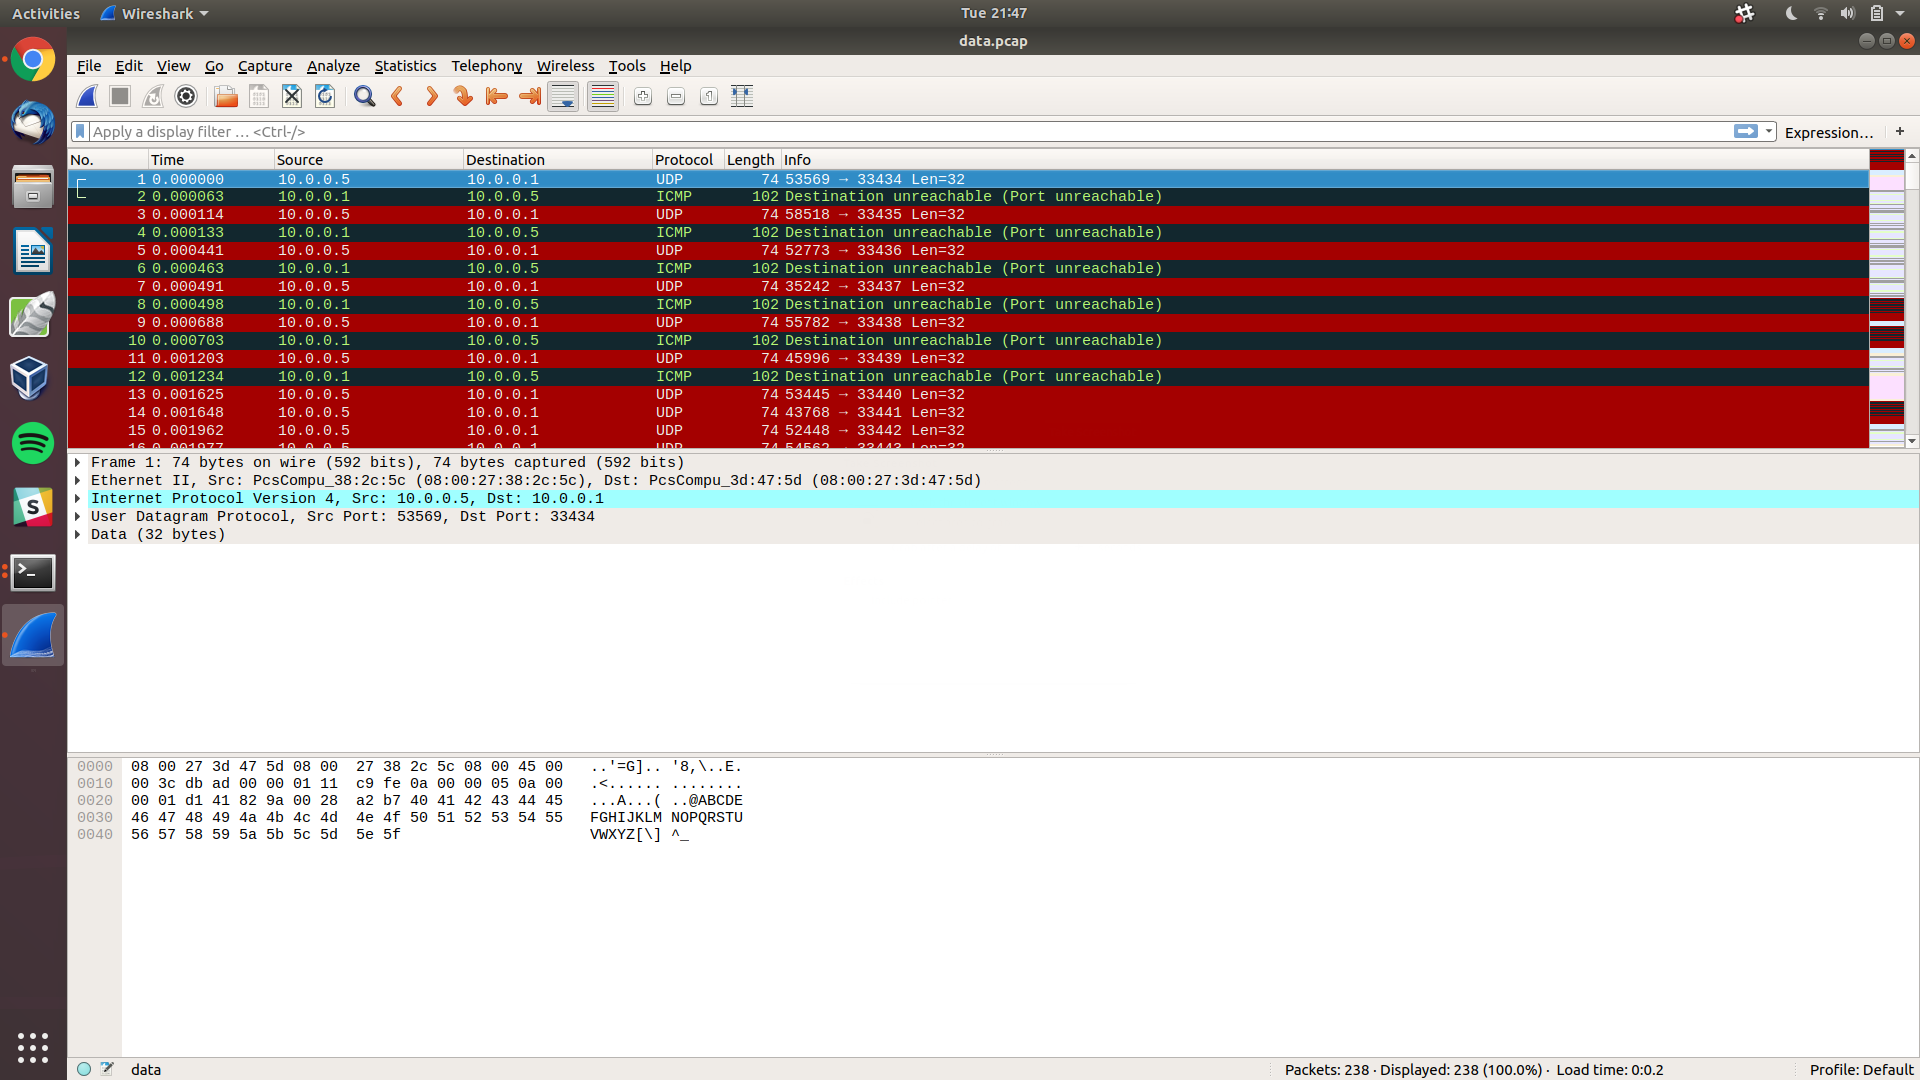 Activities Wireshark Tue 21:47
data.pcap
File Edit View Go Capture Analyze Statistics Telephony Wireless Tools Help
Apply a display filter … <Ctrl-/> Expression… +
No. Time Source Destination Protocol Length Info
1 0.000000 10.0.0.5 10.0.0.1 UDP 74 53569 → 33434 Len=32
2 0.000063 10.0.0.1 10.0.0.5 ICMP 102 Destination unreachable (Port unreachable)
3 0.000114 10.0.0.5 10.0.0.1 UDP 74 58518 → 33435 Len=32
4 0.000133 10.0.0.1 10.0.0.5 ICMP 102 Destination unreachable (Port unreachable)
5 0.000441 10.0.0.5 10.0.0.1 UDP 74 52773 → 33436 Len=32
6 0.000463 10.0.0.1 10.0.0.5 ICMP 102 Destination unreachable (Port unreachable)
7 0.000491 10.0.0.5 10.0.0.1 UDP 74 35242 → 33437 Len=32
8 0.000498 10.0.0.1 10.0.0.5 ICMP 102 Destination unreachable (Port unreachable)
9 0.000688 10.0.0.5 10.0.0.1 UDP 74 55782 → 33438 Len=32
10 0.000703 10.0.0.1 10.0.0.5 ICMP 102 Destination unreachable (Port unreachable)
11 0.001203 10.0.0.5 10.0.0.1 UDP 74 45996 → 33439 Len=32
12 0.001234 10.0.0.1 10.0.0.5 ICMP 102 Destination unreachable (Port unreachable)
13 0.001625 10.0.0.5 10.0.0.1 UDP 74 53445 → 33440 Len=32
14 0.001648 10.0.0.5 10.0.0.1 UDP 74 43768 → 33441 Len=32
15 0.001962 10.0.0.5 10.0.0.1 UDP 74 52448 → 33442 Len=32
16 0.001977 10.0.0.5 10.0.0.1 UDP 74 54562 → 33443 Len=32
Frame 1: 74 bytes on wire (592 bits), 74 bytes captured (592 bits)
Ethernet II, Src: PcsCompu_38:2c:5c (08:00:27:38:2c:5c), Dst: PcsCompu_3d:47:5d (08:00:27:3d:47:5d)
Internet Protocol Version 4, Src: 10.0.0.5, Dst: 10.0.0.1
User Datagram Protocol, Src Port: 53569, Dst Port: 33434
Data (32 bytes)
0000 08 00 27 3d 47 5d 08 00 27 38 2c 5c 08 00 45 00 ..'=G].. '8,\..E.
0010 00 3c db ad 00 00 01 11 c9 fe 0a 00 00 05 0a 00 .<...... ........
0020 00 01 d1 41 82 9a 00 28 a2 b7 40 41 42 43 44 45 ...A...( ..@ABCDE
0030 46 47 48 49 4a 4b 4c 4d 4e 4f 50 51 52 53 54 55 FGHIJKLM NOPQRSTU
0040 56 57 58 59 5a 5b 5c 5d 5e 5f VWXYZ[\] ^_
data Packets: 238 · Displayed: 238 (100.0%) · Load time: 0:0.2 Profile: Default